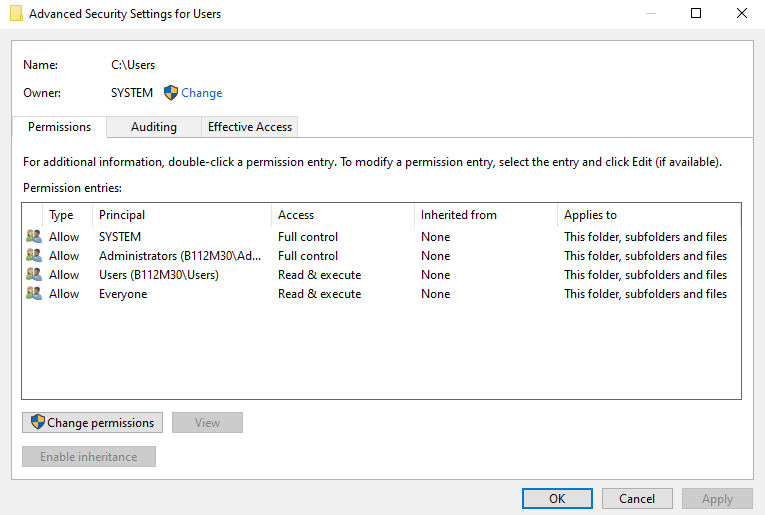 Advanced Security Settings for Users
Name: C:\Users
Owner: SYSTEM Change
Permissions Auditing Effective Access
For additional information, double-click a permission entry. To modify a permission entry, select the entry and click Edit (if available).
Permission entries:
Type Principal Access Inherited from Applies to
Allow SYSTEM Full control None This folder, subfolders and files
Allow Administrators (B112M30\Ad... Full control None This folder, subfolders and files
Allow Users (B112M30\Users) Read & execute None This folder, subfolders and files
Allow Everyone Read & execute None This folder, subfolders and files
Change permissions View
Enable inheritance
OK Cancel Apply